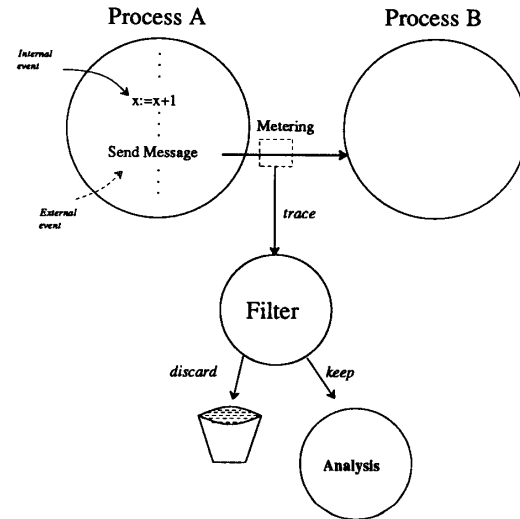 Process A
Process B
Internal
event
x:=x+1
Metering
Send Message
External
event
trace
Filter
discard
keep
Analysis